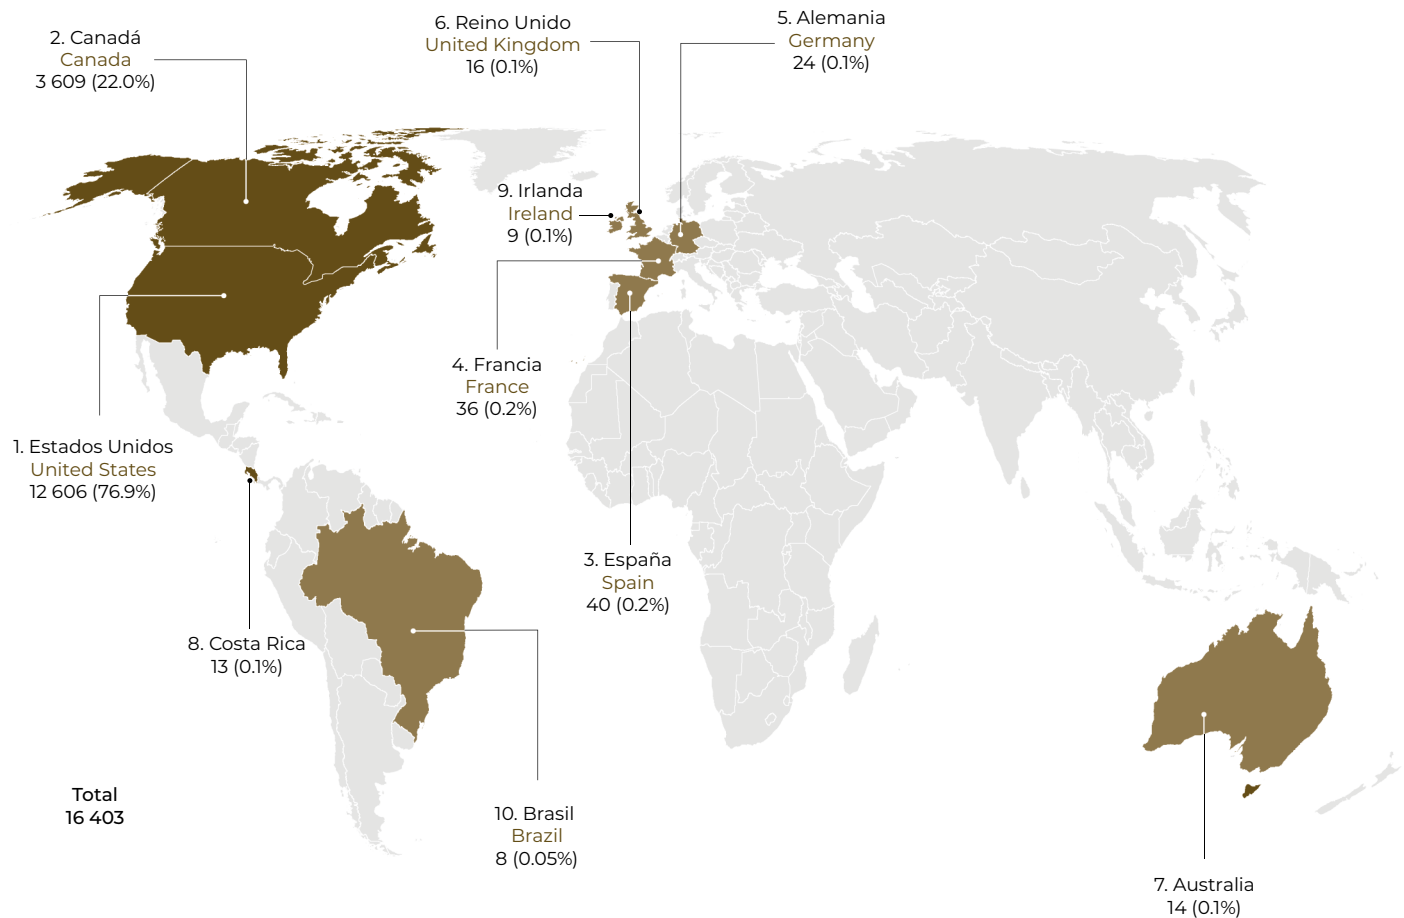 2. Canadá
Canada
3 609 (22.0%)
6. Reino Unido
United Kingdom
16 (0.1%)
5. Alemania
Germany
24 (0.1%)
9. Irlanda
Ireland
9 (0.1%)
4. Francia
France
36 (0.2%)
1. Estados Unidos
United States
12 606 (76.9%)
3. España
Spain
40 (0.2%)
8. Costa Rica
13 (0.1%)
Total
16 403
10. Brasil
Brazil
8 (0.05%)
7. Australia
14 (0.1%)